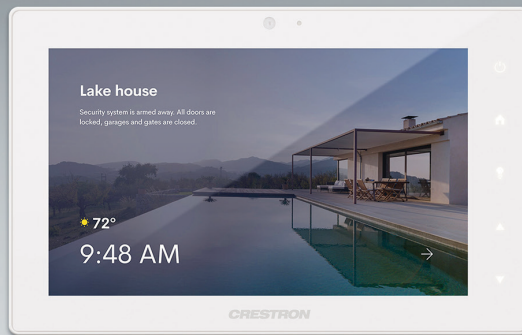 Lake house
Security system is armed away. All doors are
locked, garages and gates are closed.
72°
9:48 AM
CRESTRON